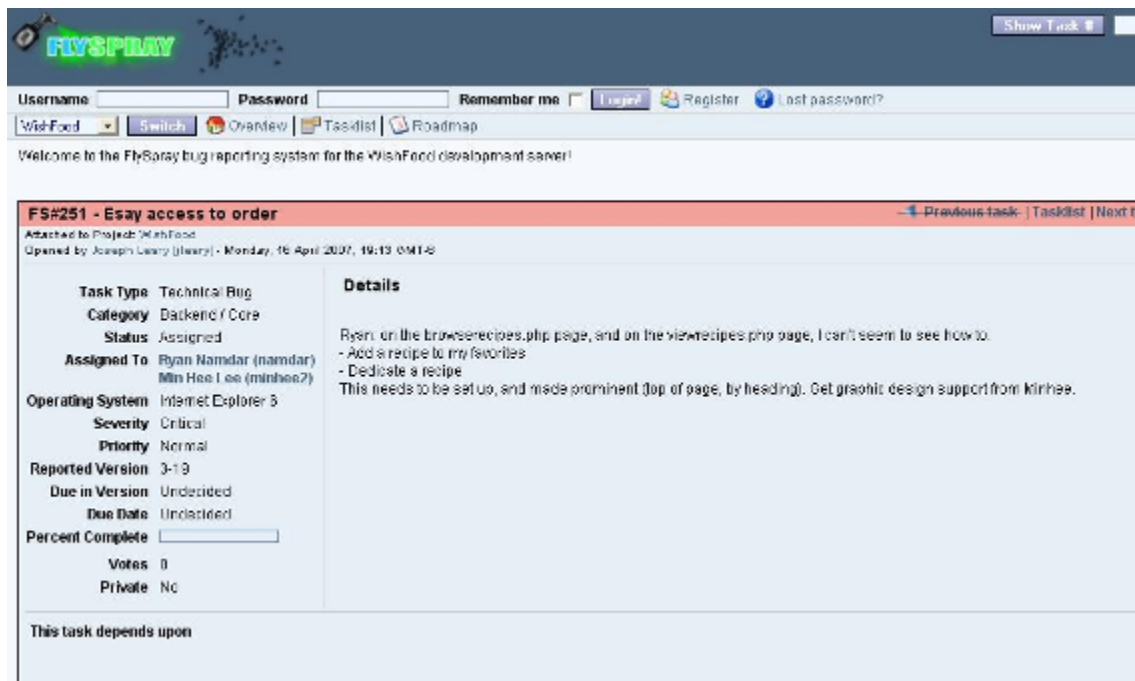 FLYSPRAY
Show Task #
Username Password Remember me Login! Register Lost password?
WishFood Switch Overview | Tasklist | Roadmap
Welcome to the FlySpray bug reporting system for the WishFood development server!
FS#251 - Esay access to order
Previous task | Tasklist | Next t
Attached to Project: WishFood
Opened by Joseph Leary (jleary) - Monday, 16 April 2007, 19:13 GMT-6
Task Type Technical Bug
Category Backend / Core
Status Assigned
Assigned To Ryan Namdar (namdar)
Min Hee Lee (minhee2)
Operating System Internet Explorer 6
Severity Critical
Priority Normal
Reported Version 3-19
Due in Version Undecided
Due Date Undecided
Percent Complete
Votes 0
Private No
Details
Ryan: on the browserecipes.php page, and on the viewrecipes.php page, I can't seem to see how to:
- Add a recipe to my favorites
- Dedicate a recipe
This needs to be set up, and made prominent (top of page, by heading). Get graphic design support from Minhee.
This task depends upon